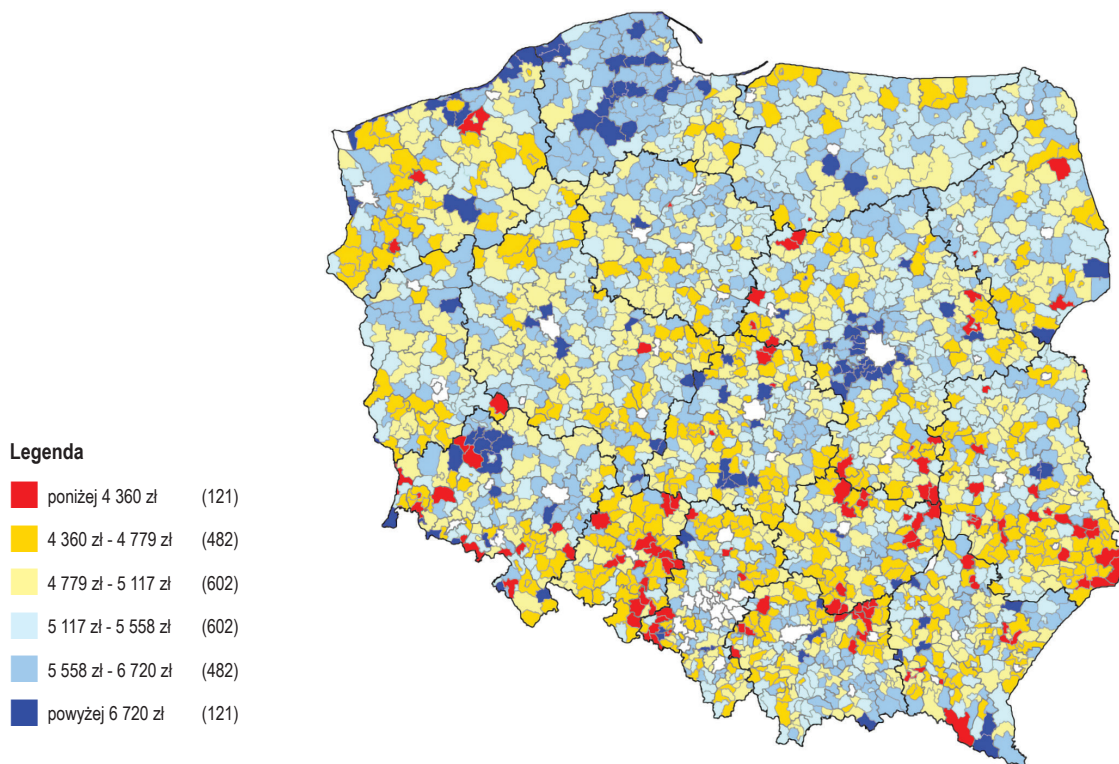 Legenda
poniżej 4 360 zł (121)
4 360 zł - 4 779 zł (482)
4 779 zł - 5 117 zł (602)
5 117 zł - 5 558 zł (602)
5 558 zł - 6 720 zł (482)
powyżej 6 720 zł (121)